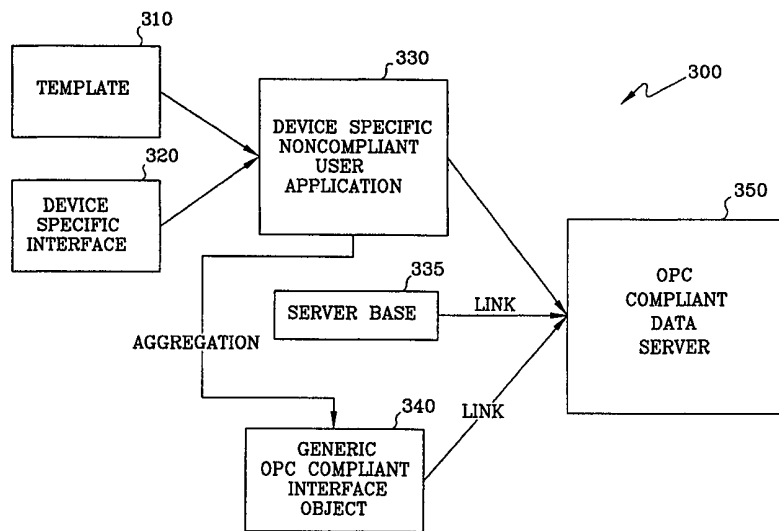 310
TEMPLATE
320
DEVICE
SPECIFIC
INTERFACE
330
DEVICE SPECIFIC
NONCOMPLIANT
USER
APPLICATION
300
350
OPC
COMPLIANT
DATA
SERVER
335
SERVER BASE
LINK
AGGREGATION
LINK
340
GENERIC
OPC COMPLIANT
INTERFACE
OBJECT